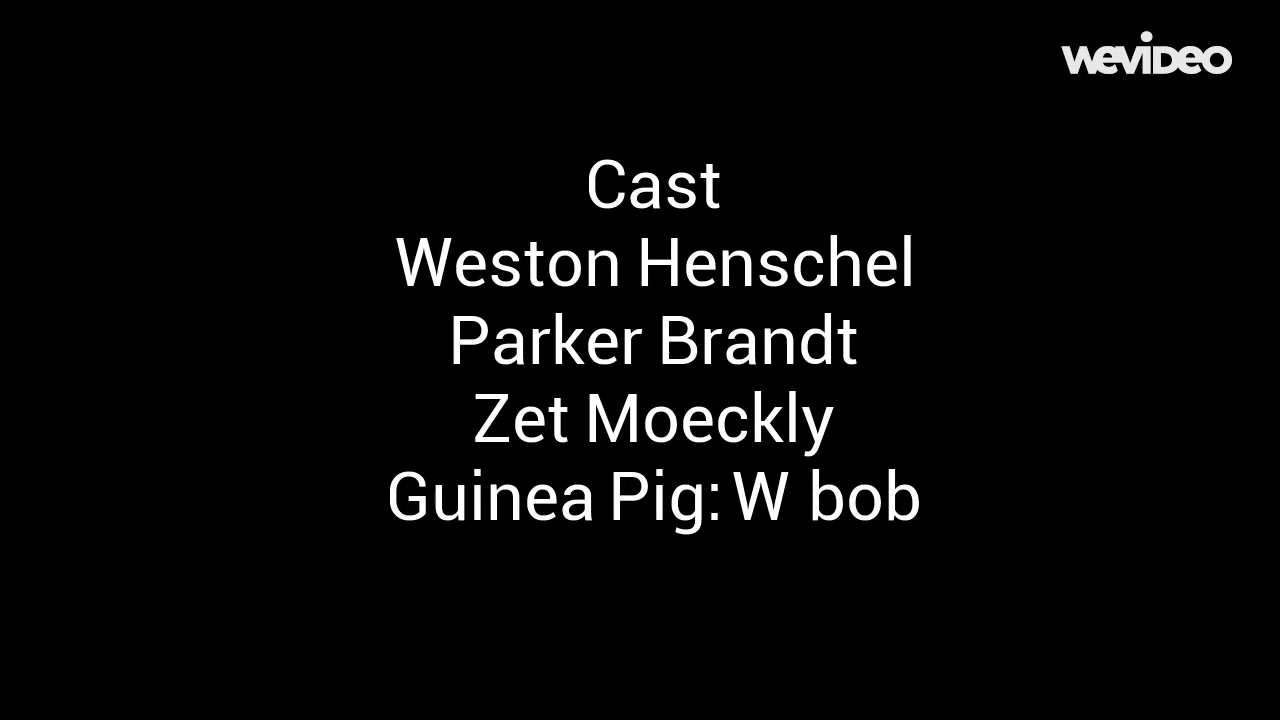 wevideo
Cast
Weston Henschel
Parker Brandt
Zet Moeckly
Guinea Pig: W bob